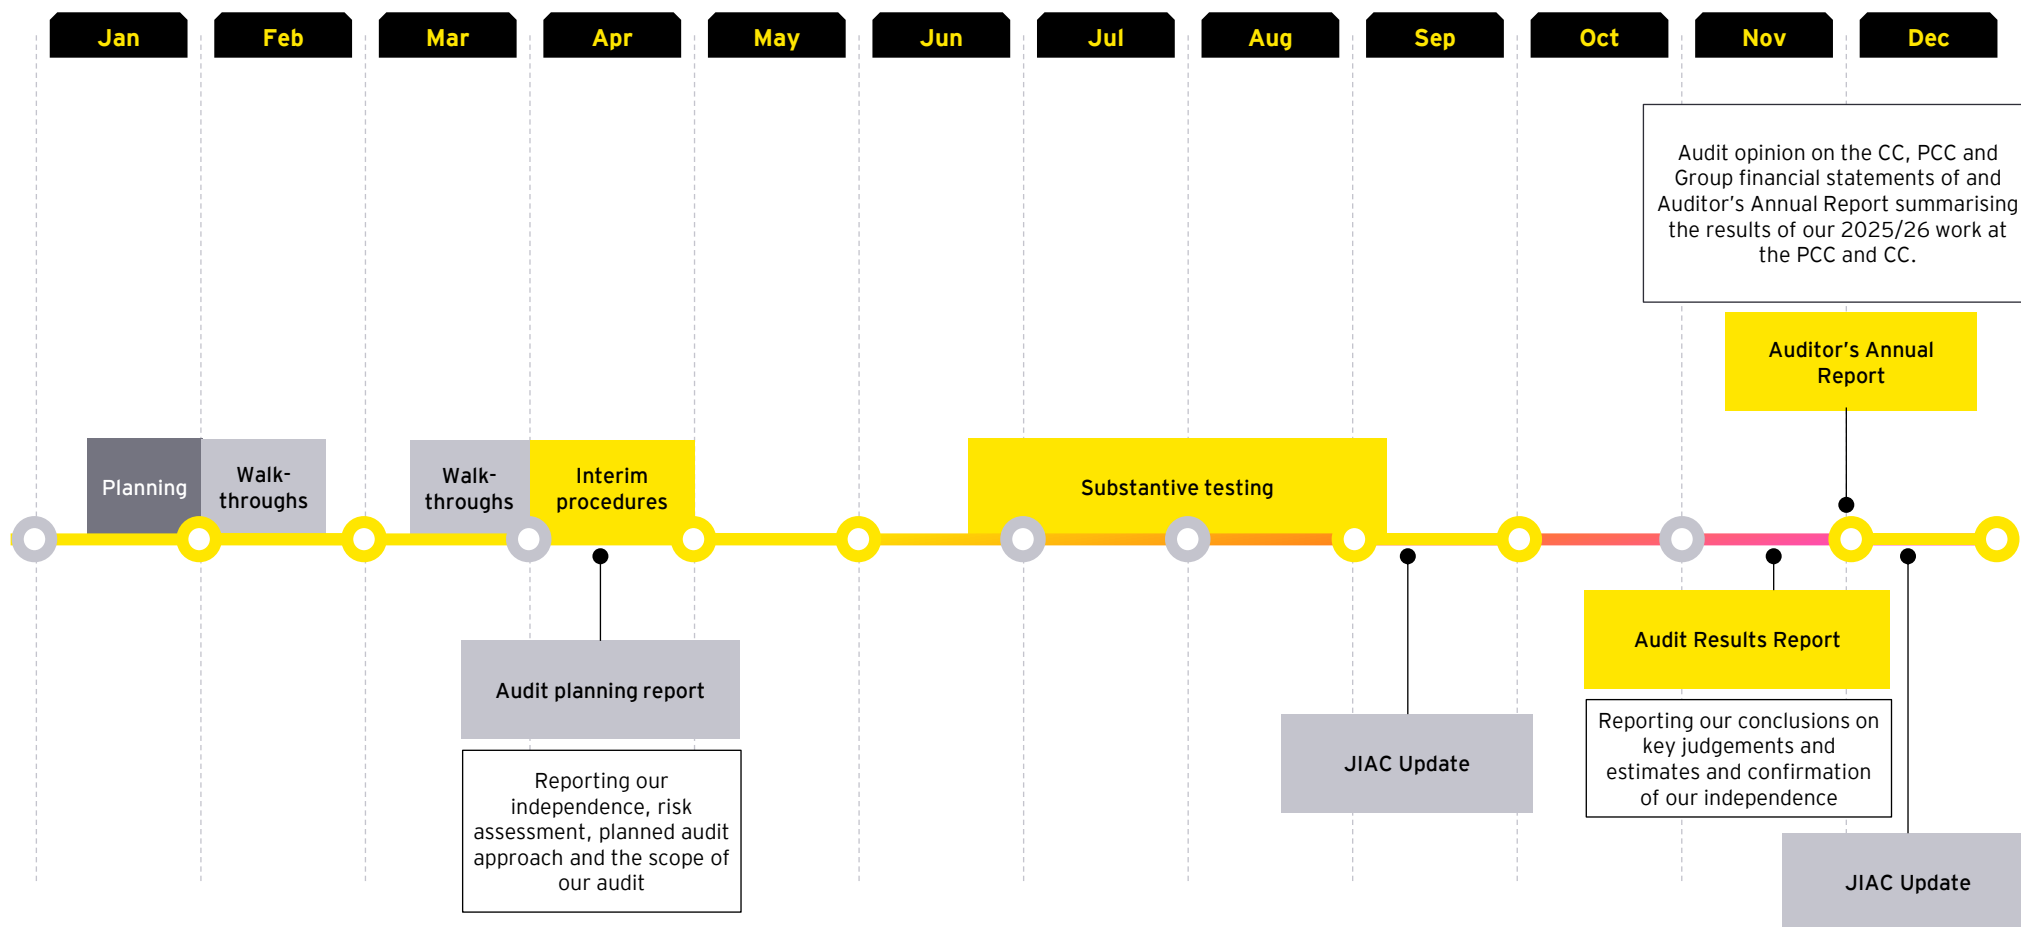 Jan
Feb
Mar
Apr
May
Jun
Jul
Aug
Sep
Oct
Nov
Dec
Audit opinion on the CC, PCC and
Group financial statements of and
Auditor’s Annual Report summarising
the results of our 2025/26 work at
the PCC and CC.
Auditor’s Annual
Report
Planning
Walk-
throughs
Walk-
throughs
Interim
procedures
Substantive testing
Audit planning report
Reporting our
independence, risk
assessment, planned audit
approach and the scope of
our audit
JIAC Update
Audit Results Report
Reporting our conclusions on
key judgements and
estimates and confirmation
of our independence
JIAC Update